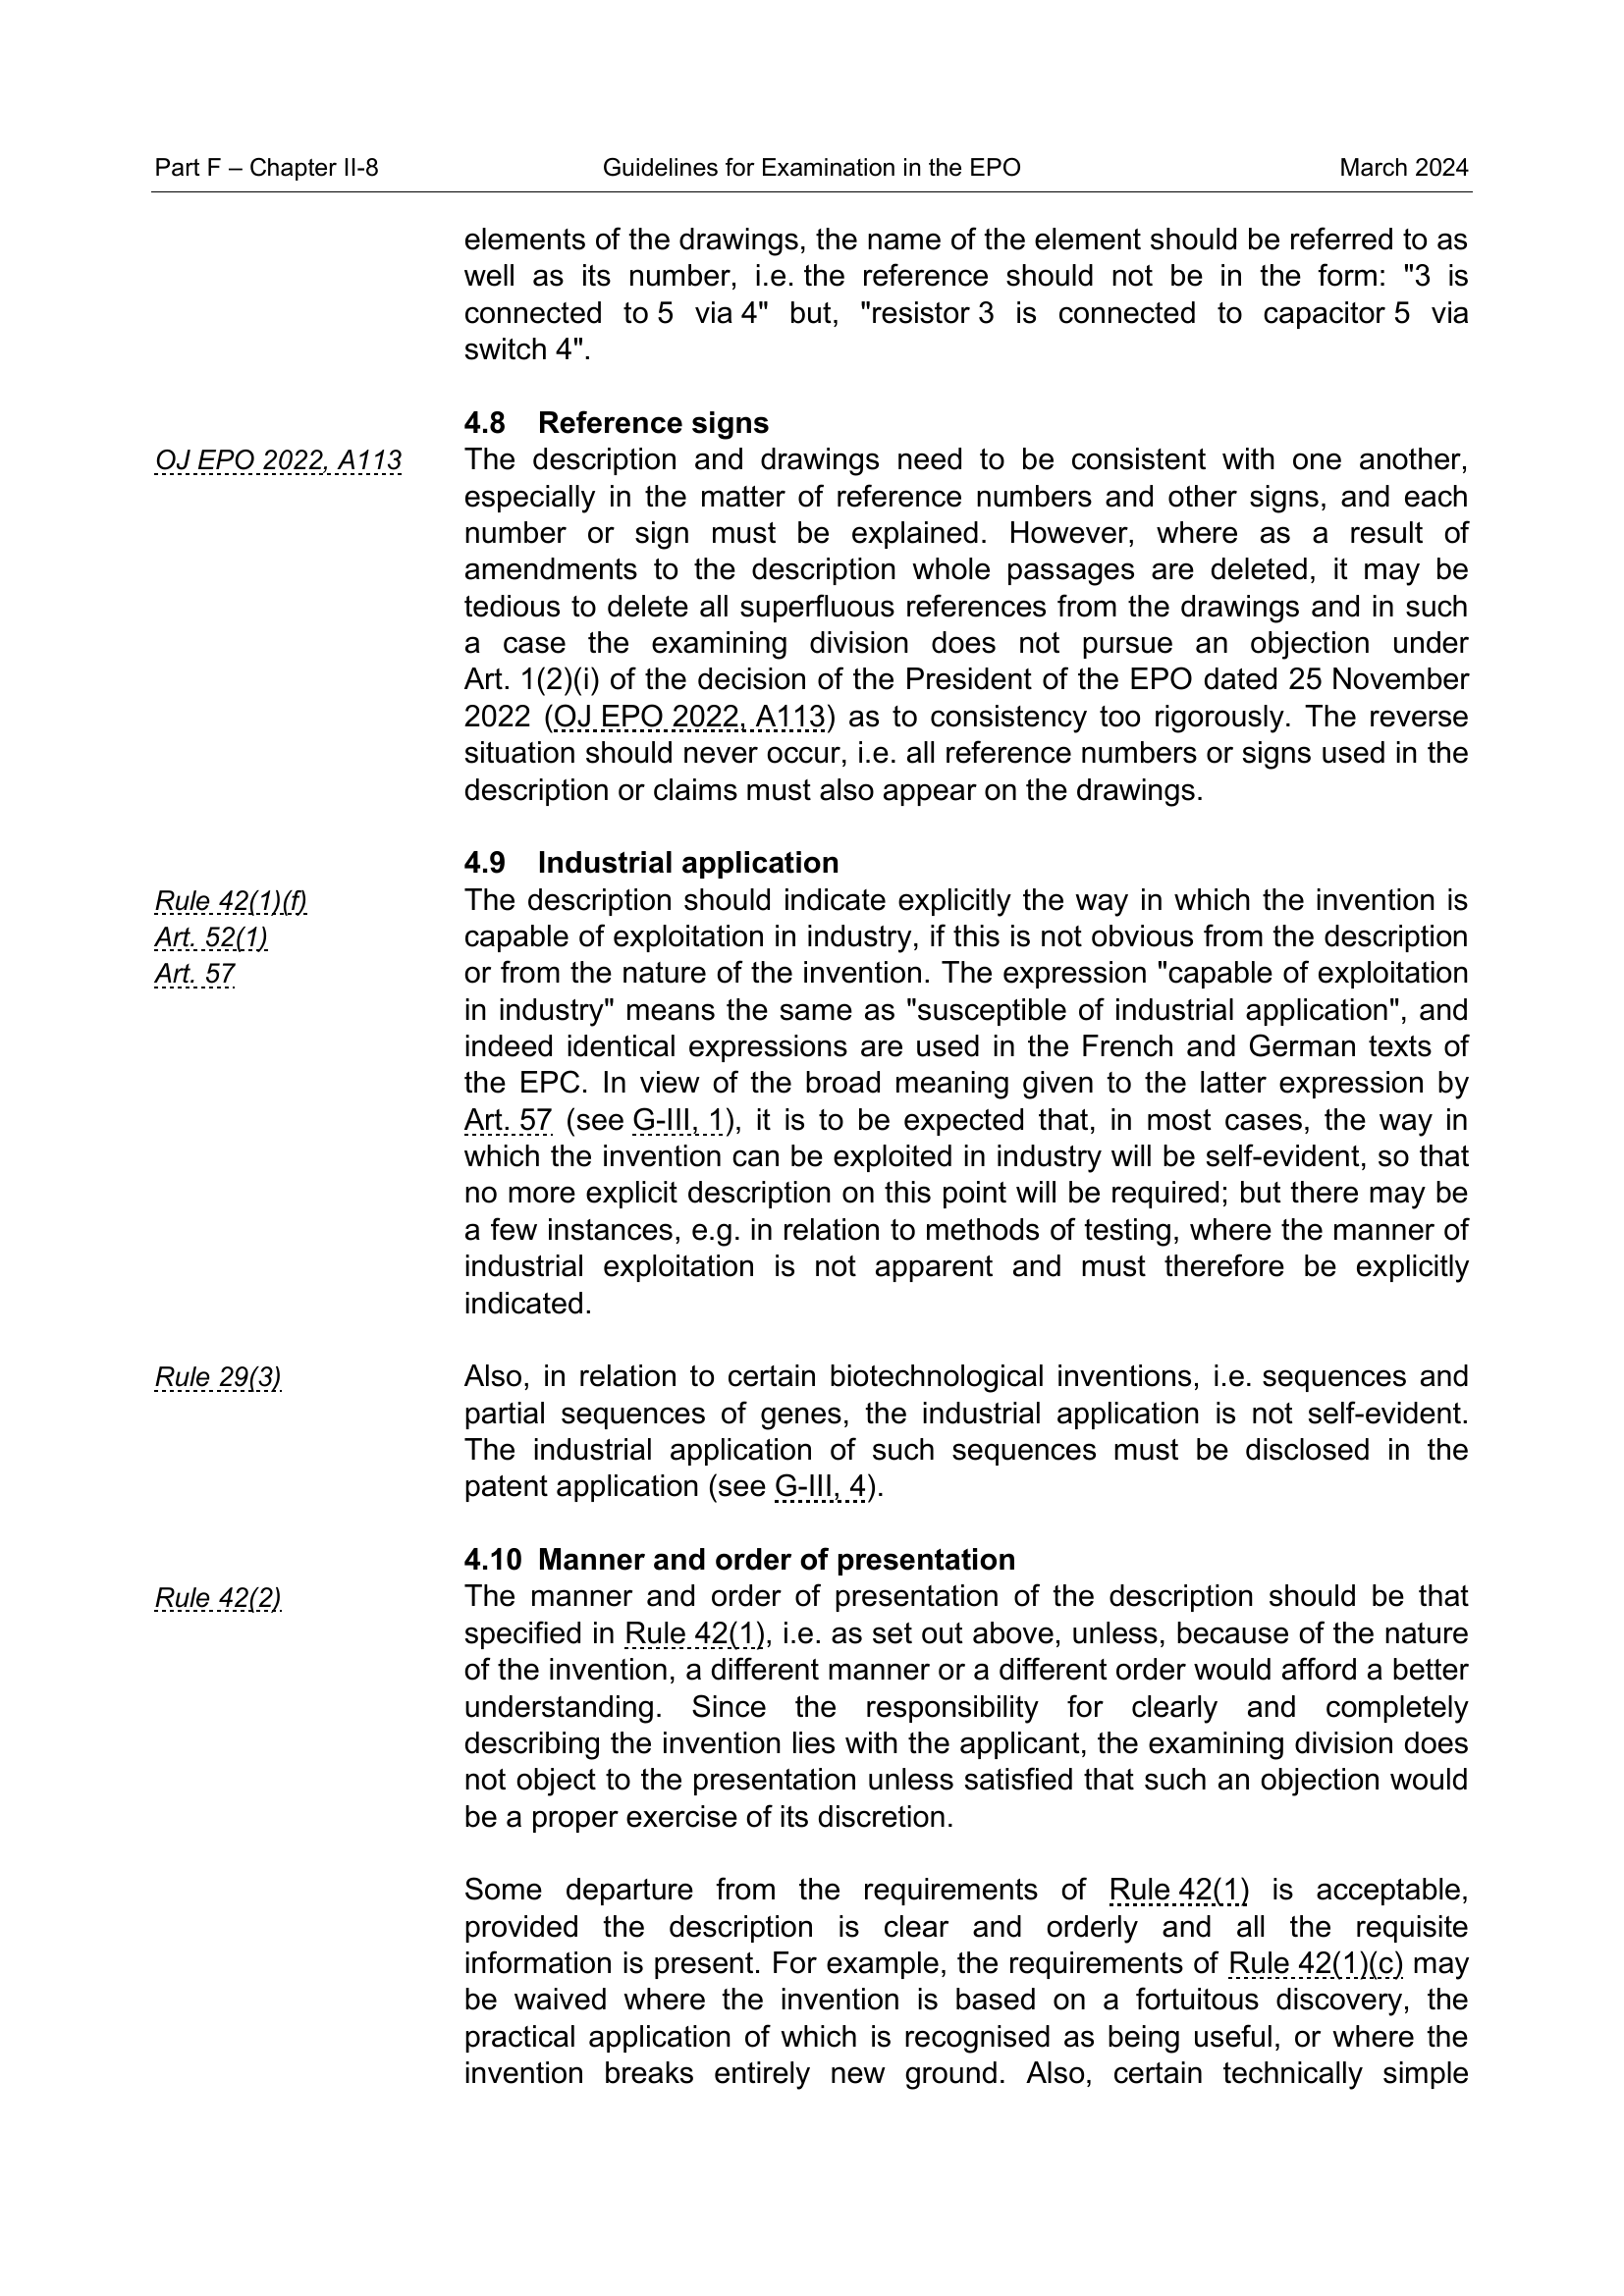 Part F – Chapter II-8 Guidelines for Examination in the EPO March 2024
elements of the drawings, the name of the element should be referred to as
well as its number, i.e. the reference should not be in the form: "3 is
connected to 5 via 4" but, "resistor 3 is connected to capacitor 5 via
switch 4".
4.8 Reference signs
OJ EPO 2022, A113
The description and drawings need to be consistent with one another,
especially in the matter of reference numbers and other signs, and each
number or sign must be explained. However, where as a result of
amendments to the description whole passages are deleted, it may be
tedious to delete all superfluous references from the drawings and in such
a case the examining division does not pursue an objection under
Art. 1(2)(i) of the decision of the President of the EPO dated 25 November
2022 (OJ EPO 2022, A113) as to consistency too rigorously. The reverse
situation should never occur, i.e. all reference numbers or signs used in the
description or claims must also appear on the drawings.
4.9 Industrial application
Rule 42(1)(f)
Art. 52(1)
Art. 57
The description should indicate explicitly the way in which the invention is
capable of exploitation in industry, if this is not obvious from the description
or from the nature of the invention. The expression "capable of exploitation
in industry" means the same as "susceptible of industrial application", and
indeed identical expressions are used in the French and German texts of
the EPC. In view of the broad meaning given to the latter expression by
Art. 57 (see G-III, 1), it is to be expected that, in most cases, the way in
which the invention can be exploited in industry will be self-evident, so that
no more explicit description on this point will be required; but there may be
a few instances, e.g. in relation to methods of testing, where the manner of
industrial exploitation is not apparent and must therefore be explicitly
indicated.
Rule 29(3)
Also, in relation to certain biotechnological inventions, i.e. sequences and
partial sequences of genes, the industrial application is not self-evident.
The industrial application of such sequences must be disclosed in the
patent application (see G-III, 4).
4.10 Manner and order of presentation
Rule 42(2)
The manner and order of presentation of the description should be that
specified in Rule 42(1), i.e. as set out above, unless, because of the nature
of the invention, a different manner or a different order would afford a better
understanding. Since the responsibility for clearly and completely
describing the invention lies with the applicant, the examining division does
not object to the presentation unless satisfied that such an objection would
be a proper exercise of its discretion.
Some departure from the requirements of Rule 42(1) is acceptable,
provided the description is clear and orderly and all the requisite
information is present. For example, the requirements of Rule 42(1)(c) may
be waived where the invention is based on a fortuitous discovery, the
practical application of which is recognised as being useful, or where the
invention breaks entirely new ground. Also, certain technically simple